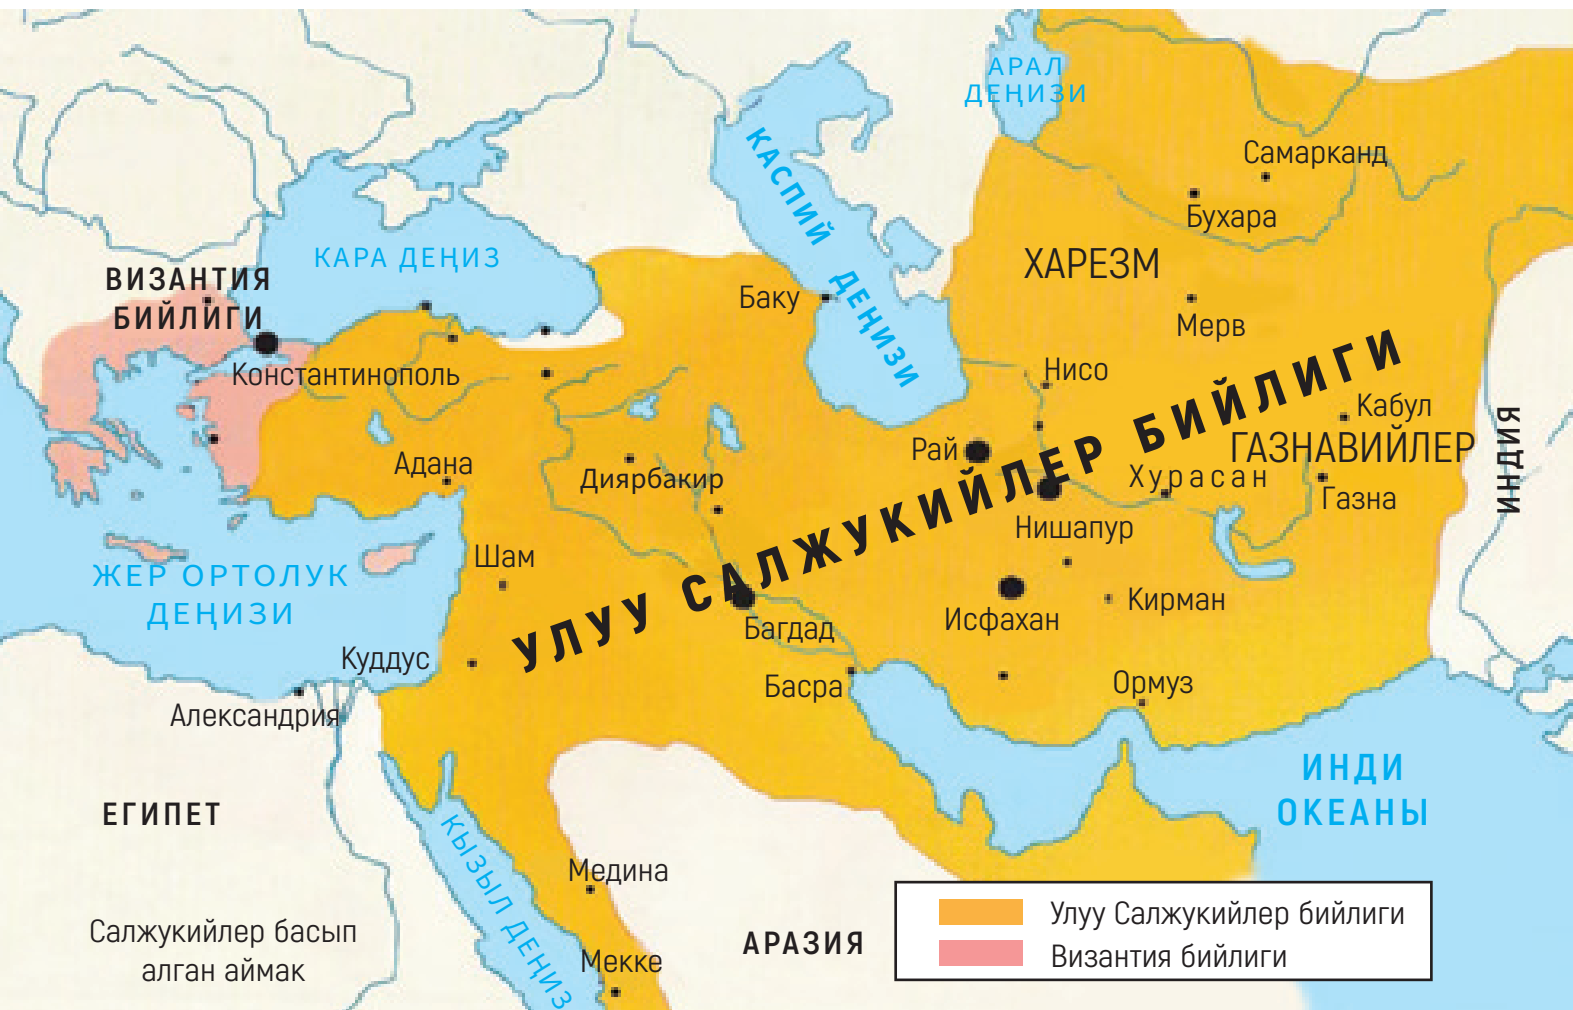 АРАЛ
ДЕҢИЗИ
Самарканд
Бухара
КАСПИЙ ДЕҢИЗИ
КАРА ДЕҢИЗ
ХАРЕЗМ
ВИЗАНТИЯ
БИЙЛИГИ
Баку
Мерв
Константинополь
Нисо
Кабул
ИНДИЯ
Рай
ГАЗНАВИЙЛЕР
Адана
Диярбакир
Хурасан
Газна
УЛУУ САЛЖУКИЙЛЕР БИЙЛИГИ
Нишапур
Шам
ЖЕР ОРТОЛУК
ДЕҢИЗИ
Исфахан
Кирман
Багдад
Куддус
Басра
Ормуз
Александрия
ИНДИ
ОКЕАНЫ
ЕГИПЕТ
КЫЗЫЛ ДЕҢИЗ
Медина
Мекке
АРАЗИЯ
Салжукийлер басып
алган аймак
Улуу Салжукийлер бийлиги
Византия бийлиги